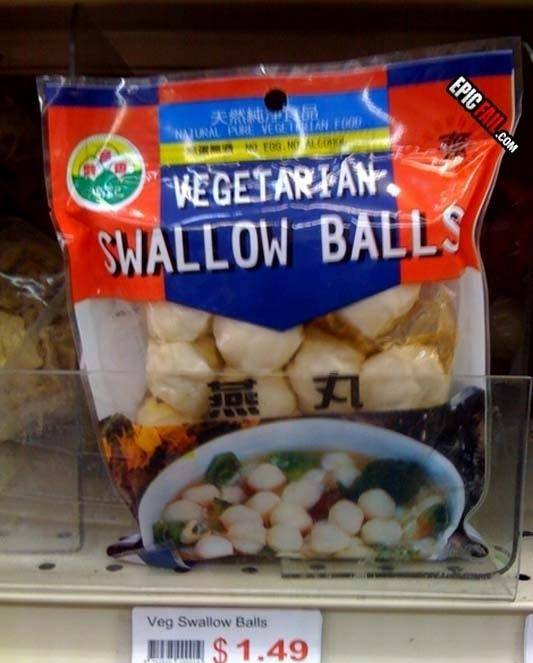 EPIC FAIL.COM
天然純淨食品
NATURAL PURE VEGETARIAN FOOD
NO EGG, NO ALCOHOL
VEGETARIAN
SWALLOW BALLS
燕 丸
Veg Swallow Balls
$1.49